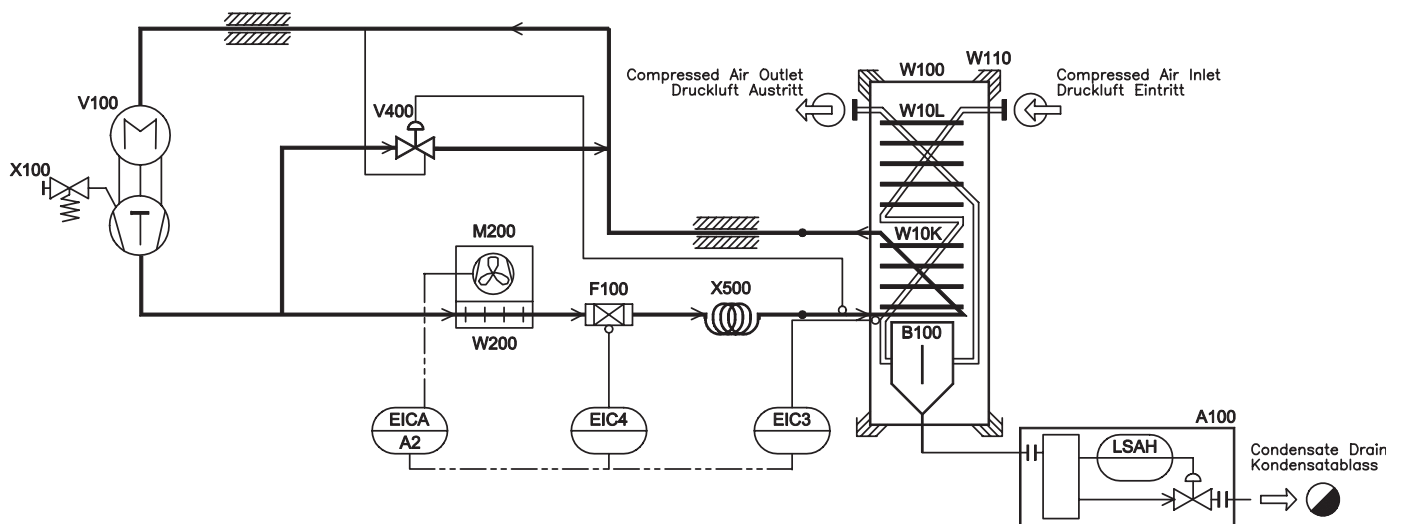 W110
W100
Compressed Air Outlet
Druckluft Austritt
Compressed Air Inlet
Druckluft Eintritt
V100
V400
W10L
X100
M200
W10K
F100
X500
W200
B100
EICA
A2
EIC4
EIC3
A100
LSAH
Condensate Drain
Kondensatablass